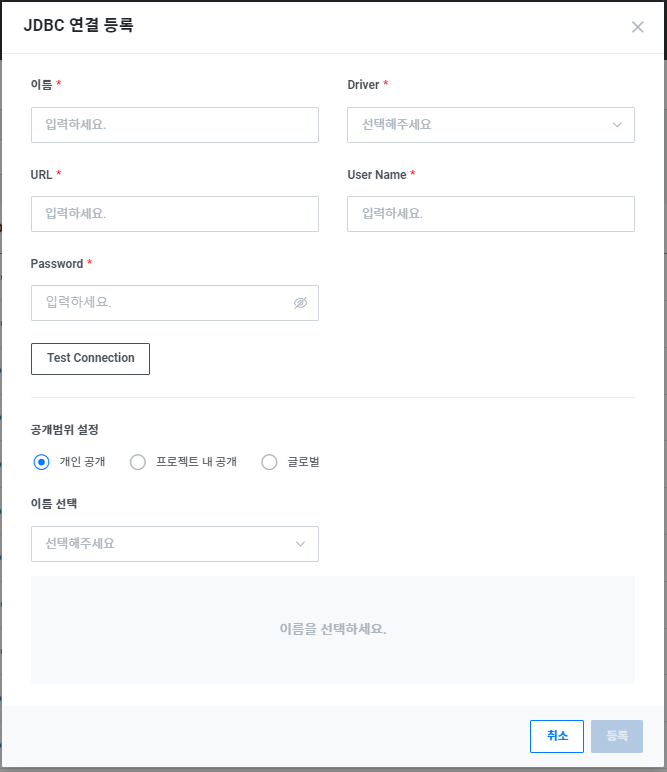 JDBC 연결 등록
이름 *
Driver *
입력하세요.
선택해주세요
URL *
User Name *
입력하세요.
입력하세요.
Password *
입력하세요.
Test Connection
공개범위 설정
개인 공개 프로젝트 내 공개 글로벌
이름 선택
선택해주세요
이름을 선택하세요.
취소 등록